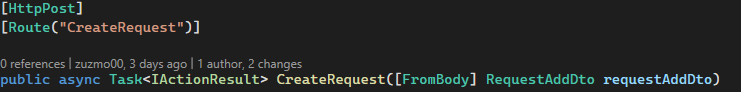 [HttpPost]
[Route("CreateRequest")]
0 references | zuzmo00, 3 days ago | 1 author, 2 changes
public async Task<IActionResult> CreateRequest([FromBody] RequestAddDto requestAddDto)